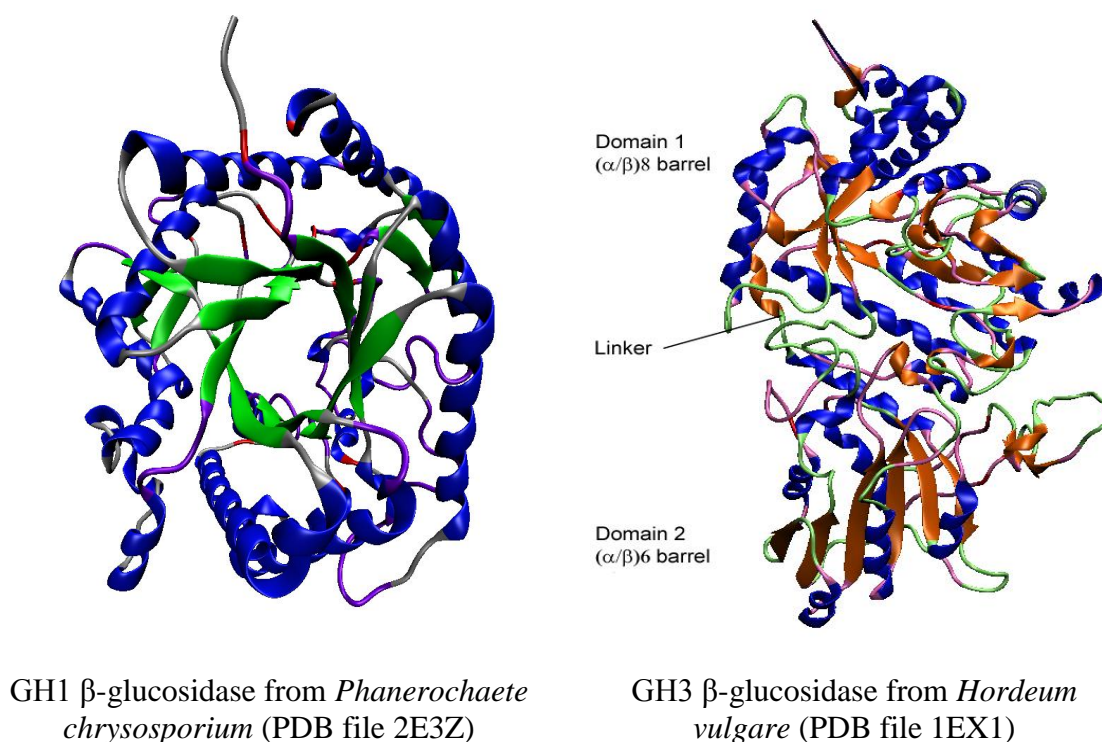 Domain 1
(α/β)8 barrel
Linker
Domain 2
(α/β)6 barrel
GH1 β-glucosidase from Phanerochaete
chrysosporium (PDB file 2E3Z)
GH3 β-glucosidase from Hordeum
vulgare (PDB file 1EX1)